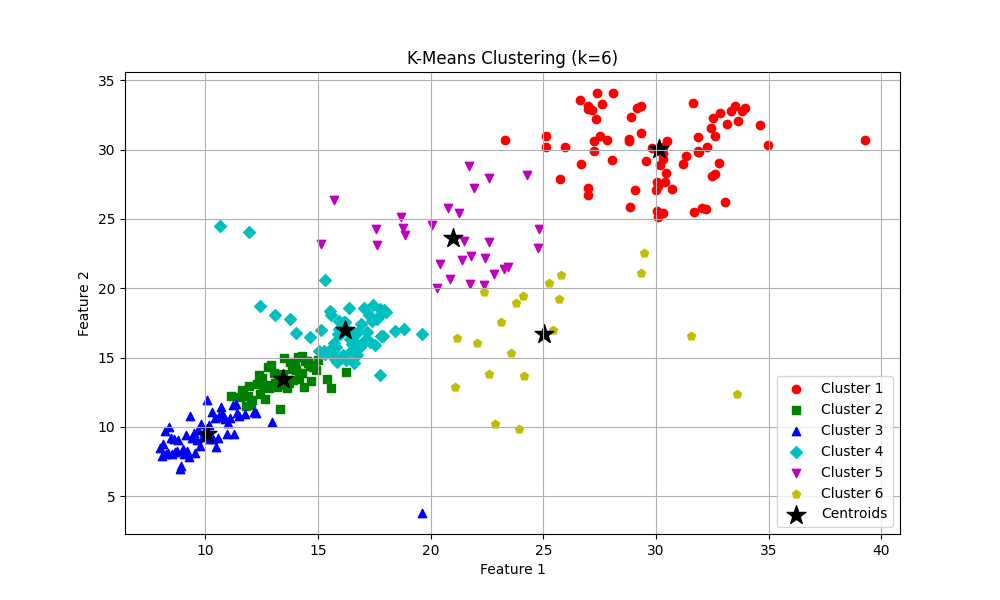 K-Means Clustering (k=6)
35
30
25
20
15
10
5
Feature 2
10 15 20 25 30 35 40
Feature 1
Cluster 1
Cluster 2
Cluster 3
Cluster 4
Cluster 5
Cluster 6
Centroids